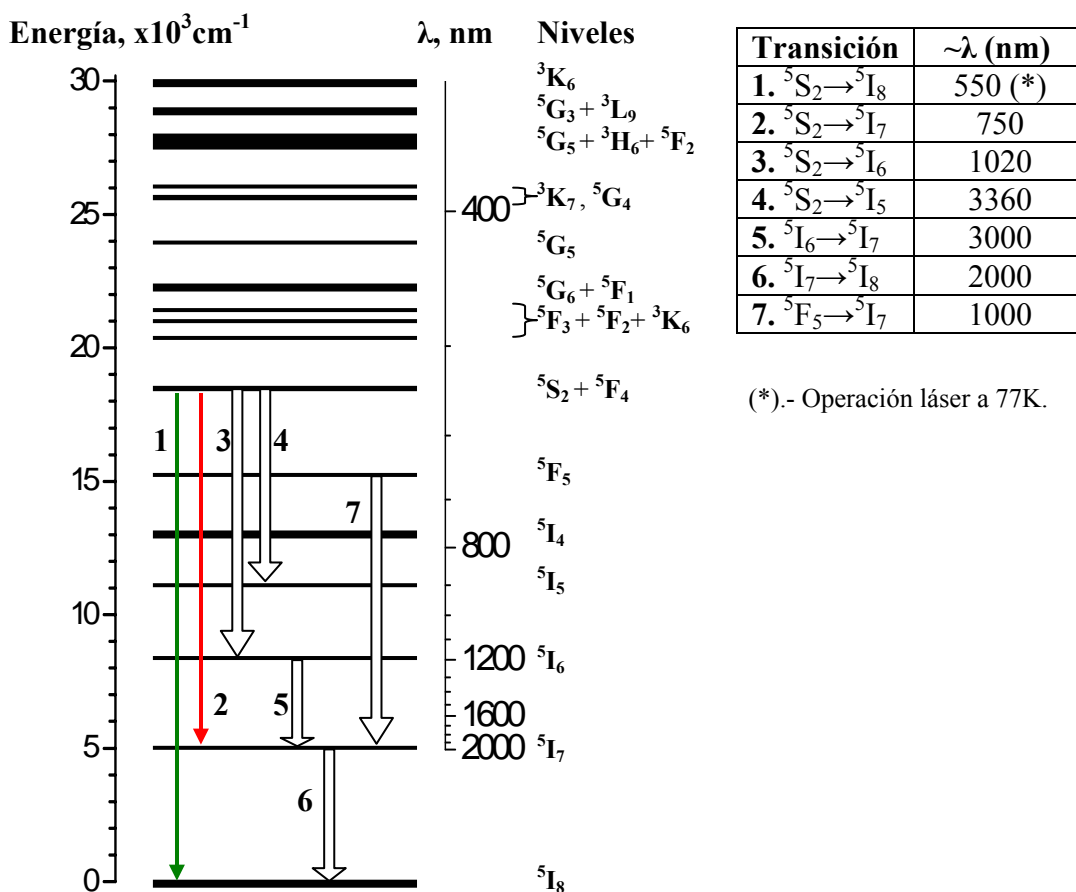 Energía, x10³cm⁻¹
λ, nm
Niveles
30
25
20
15
10
5
0
400
800
1200
1600
2000
³K₆
⁵G₃ + ³L₉
⁵G₅ + ³H₆ + ⁵F₂
³K₇ , ⁵G₄
⁵G₅
⁵G₆ + ⁵F₁
⁵F₃ + ⁵F₂ + ³K₆
⁵S₂ + ⁵F₄
⁵F₅
⁵I₄
⁵I₅
⁵I₆
⁵I₇
⁵I₈
1
3
4
7
2
5
6
Transición ~λ (nm)
1. ⁵S₂→⁵I₈ 550 (*)
2. ⁵S₂→⁵I₇ 750
3. ⁵S₂→⁵I₆ 1020
4. ⁵S₂→⁵I₅ 3360
5. ⁵I₆→⁵I₇ 3000
6. ⁵I₇→⁵I₈ 2000
7. ⁵F₅→⁵I₇ 1000
(*).- Operación láser a 77K.